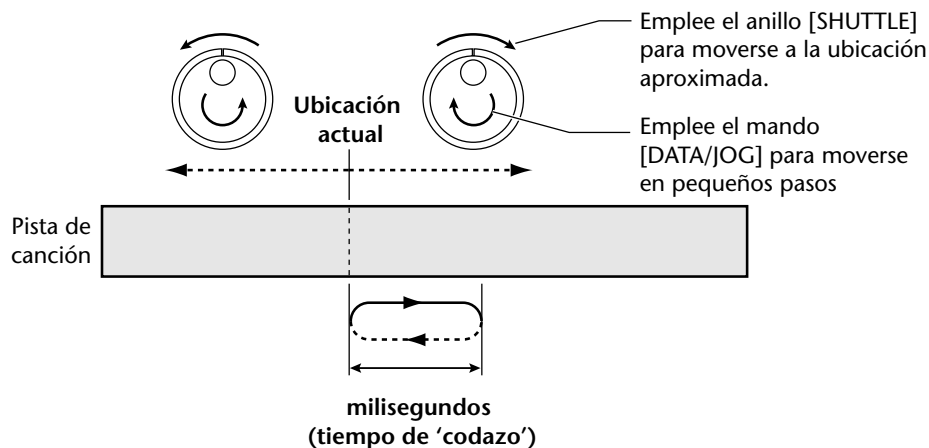 Emplee el anillo [SHUTTLE]
para moverse a la ubicación
aproximada.
Ubicación
actual
Emplee el mando
[DATA/JOG] para moverse
en pequeños pasos
Pista de
canción
milisegundos
(tiempo de ‘codazo’)